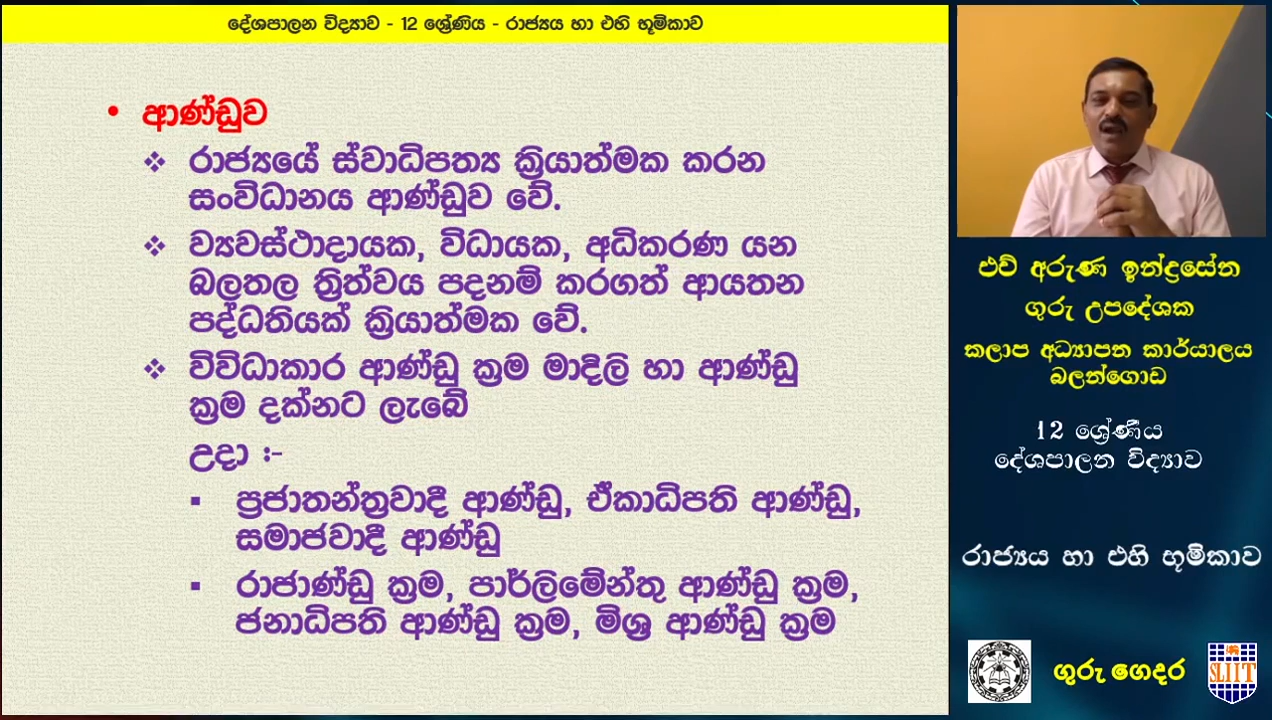 දේශපාලන විද්‍යාව - 12 ශ්‍රේණිය - රාජ්‍යය හා එහි භූමිකාව
• ආණ්ඩුව
❖ රාජ්‍යයේ ස්වාධිපත්‍ය ක්‍රියාත්මක කරන
සංවිධානය ආණ්ඩුව වේ.
❖ ව්‍යවස්ථාදායක, විධායක, අධිකරණ යන
බලතල ත්‍රිත්වය පදනම් කරගත් ආයතන
පද්ධතියක් ක්‍රියාත්මක වේ.
❖ විවිධාකාර ආණ්ඩු ක්‍රම මාදිලි හා ආණ්ඩු
ක්‍රම දක්නට ලැබේ
උදා :-
▪ ප්‍රජාතන්ත්‍රවාදී ආණ්ඩු, ඒකාධිපති ආණ්ඩු,
සමාජවාදී ආණ්ඩු
▪ රාජාණ්ඩු ක්‍රම, පාර්ලිමේන්තු ආණ්ඩු ක්‍රම,
ජනාධිපති ආණ්ඩු ක්‍රම, මිශ්‍ර ආණ්ඩු ක්‍රම
එච් අරුණ ඉන්ද්‍රසේන
ගුරු උපදේශක
කලාප අධ්‍යාපන කාර්යාලය
බලන්ගොඩ
12 ශ්‍රේණිය
දේශපාලන විද්‍යාව
රාජ්‍යය හා එහි භූමිකාව
ගුරු ගෙදර
SLIIT